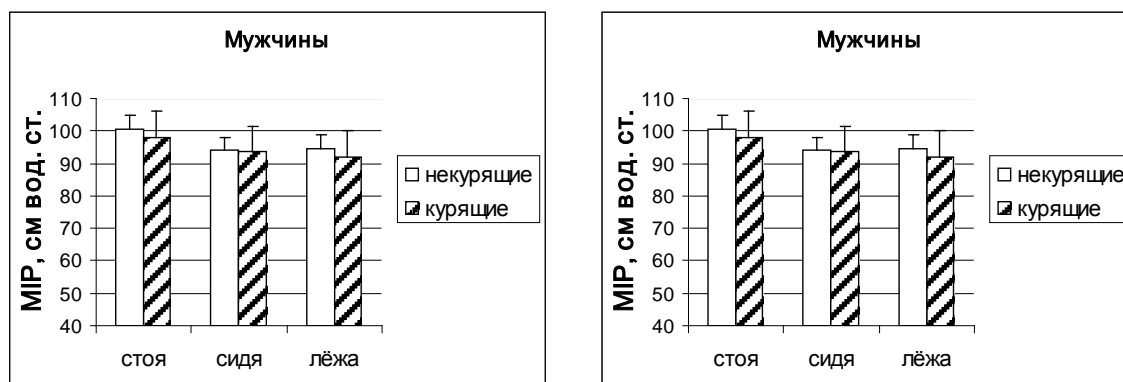 Мужчины
MIP, см вод. ст.
110
100
90
80
70
60
50
40
стоя сидя лёжа
некурящие
курящие
Мужчины
MIP, см вод. ст.
110
100
90
80
70
60
50
40
стоя сидя лёжа
некурящие
курящие